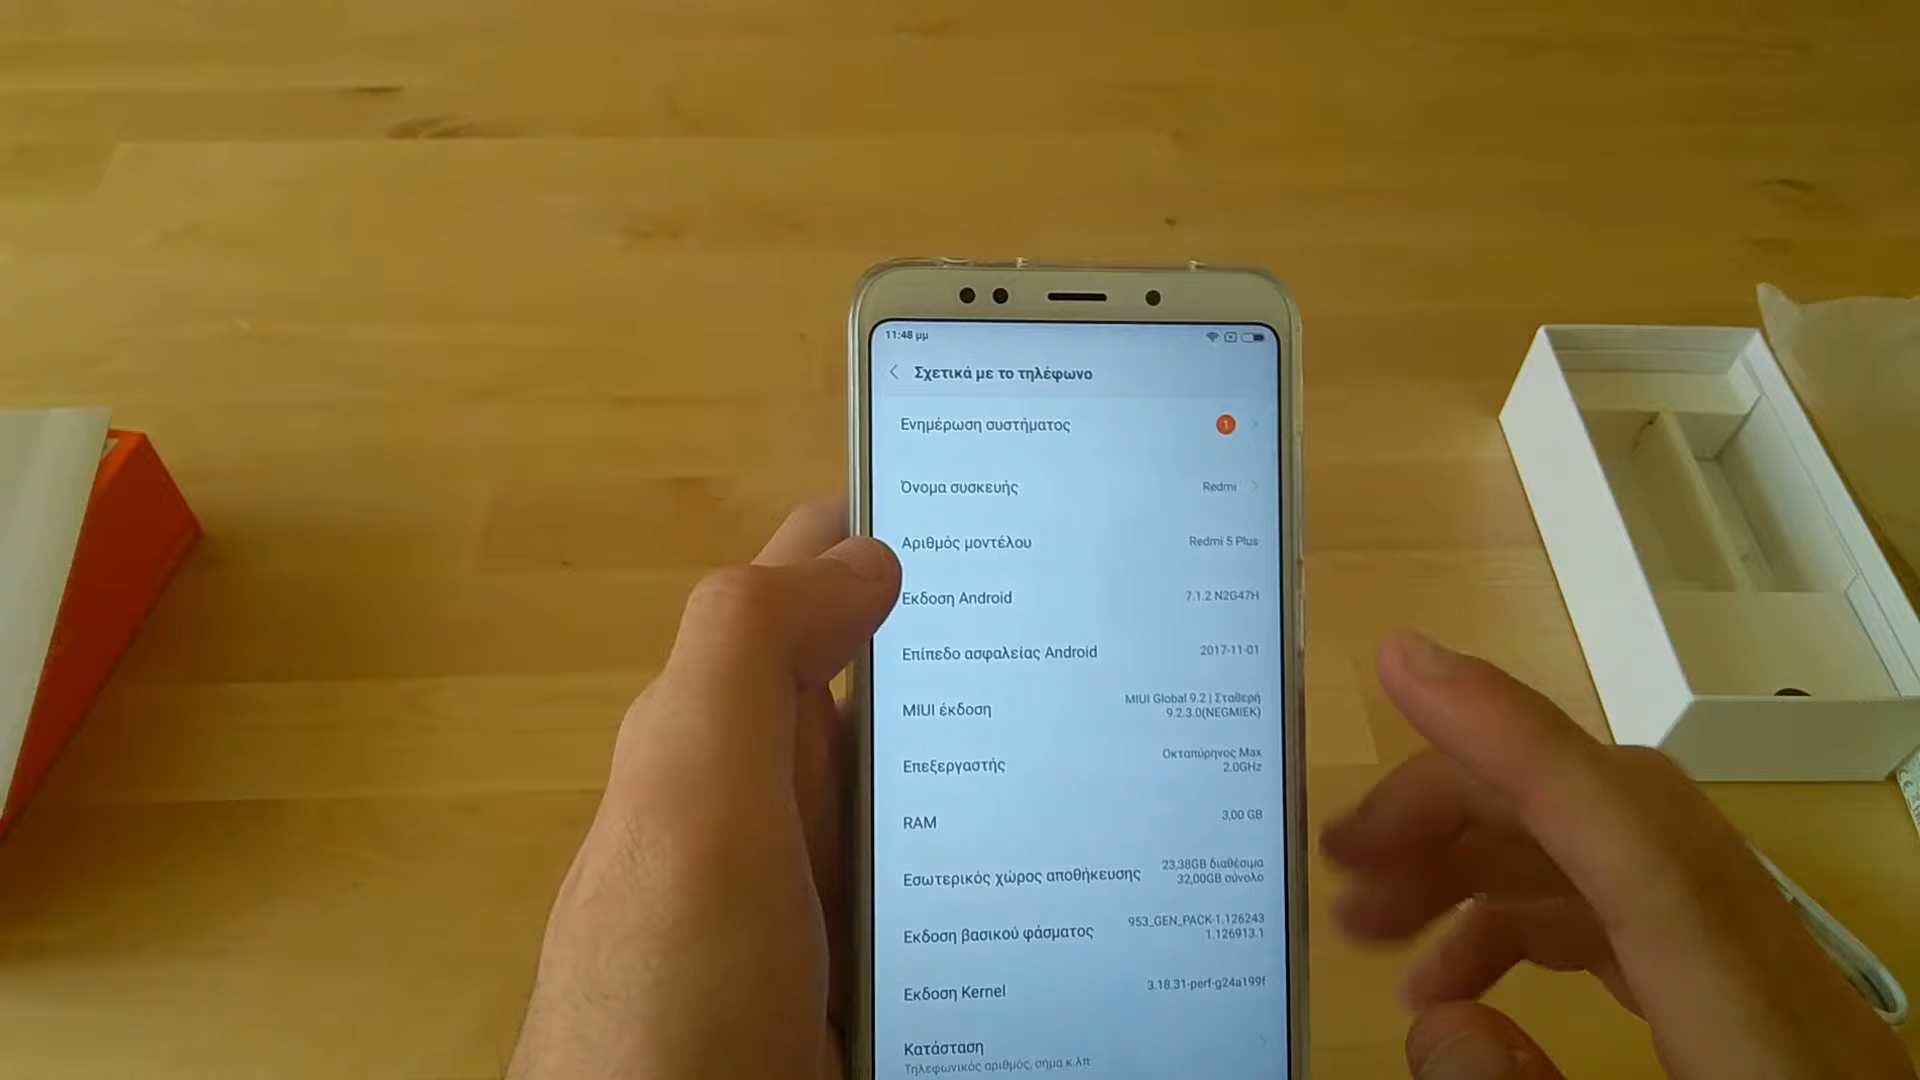 11:48 μμ
Σχετικά με το τηλέφωνο
Ενημέρωση συστήματος 1
Όνομα συσκευής Redmi
Αριθμός μοντέλου Redmi 5 Plus
Έκδοση Android 7.1.2 N2G47H
Επίπεδο ασφαλείας Android 2017-11-01
MIUI έκδοση MIUI Global 9.2 | Σταθερή
9.2.3.0(NEGMIEK)
Επεξεργαστής Οκταπύρηνος Max
2.0GHz
RAM 3,00 GB
Εσωτερικός χώρος αποθήκευσης 23,38GB διαθέσιμα
32,00GB σύνολο
Έκδοση βασικού φάσματος 953_GEN_PACK-1.126243
1.126913.1
Έκδοση Kernel 3.18.31-perf-g24a199f
Κατάσταση
Τηλεφωνικός αριθμός, σήμα κ.λπ.